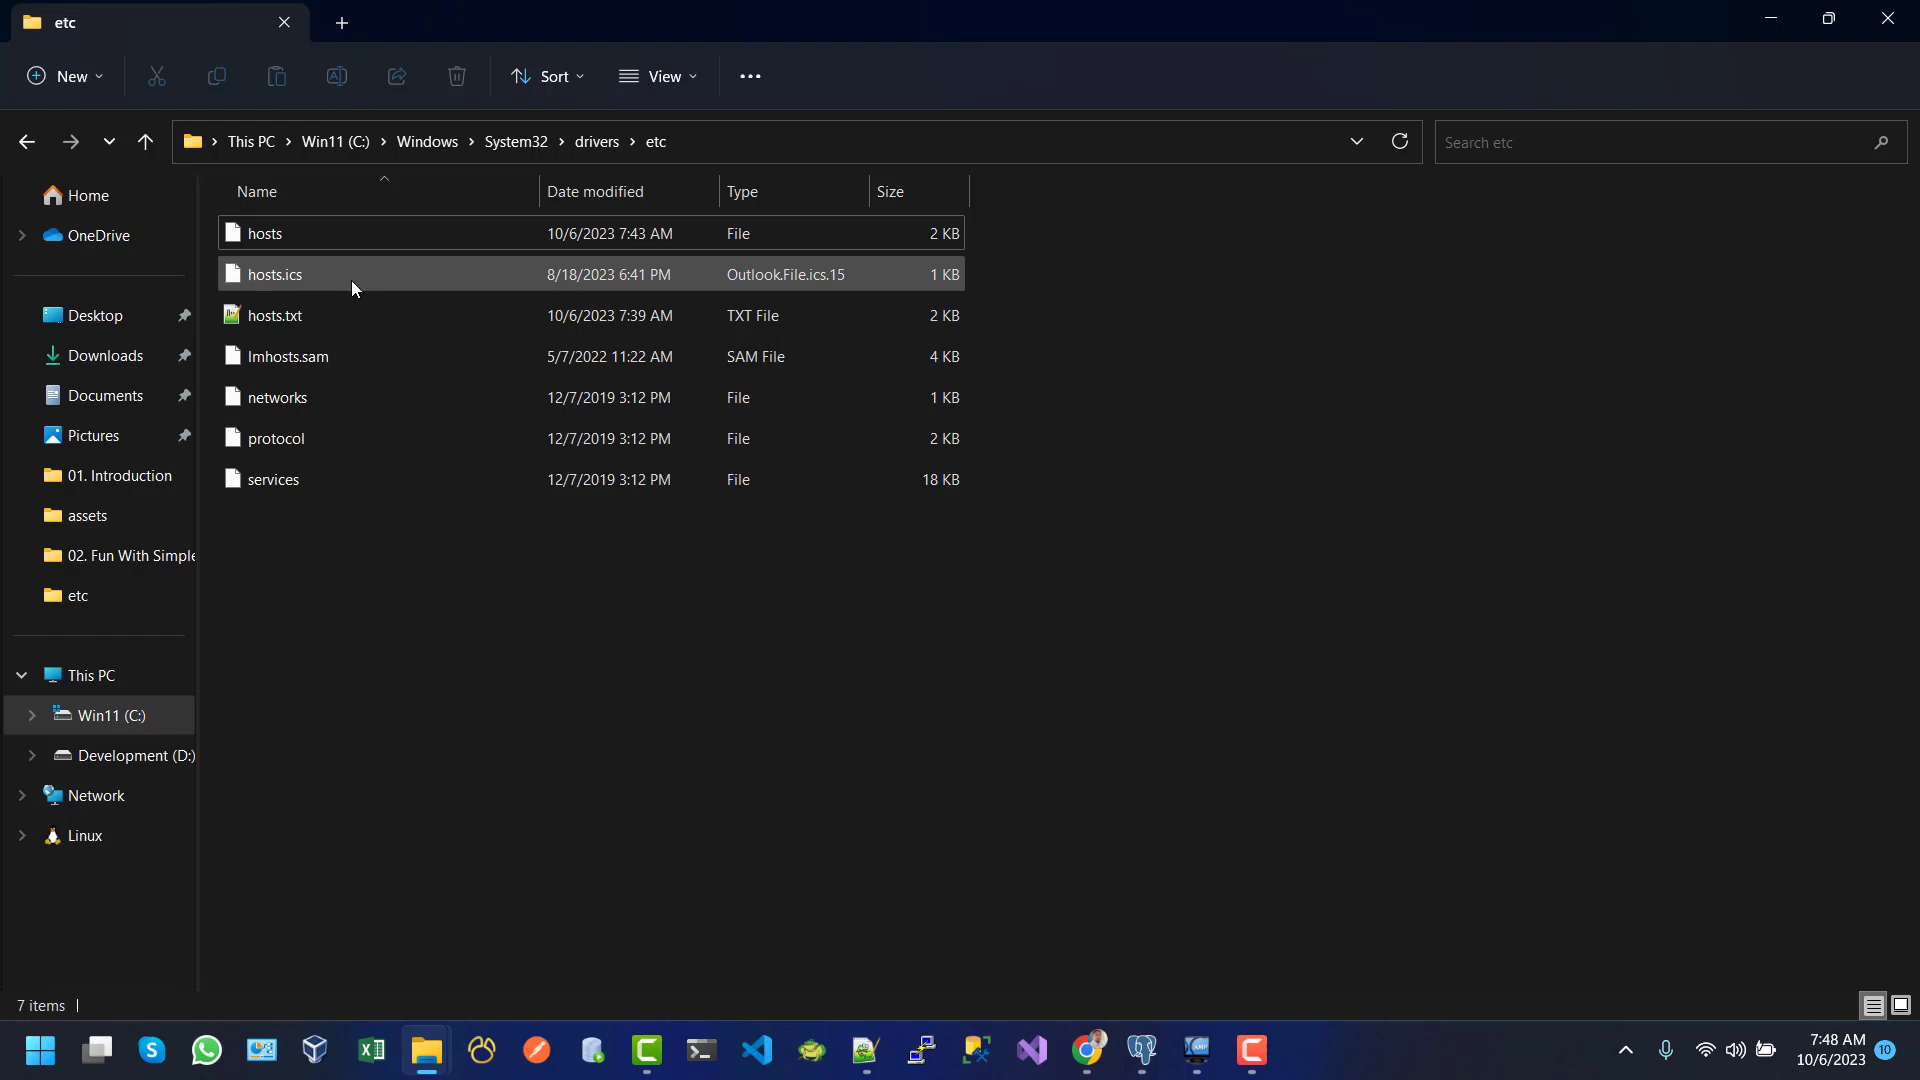 etc
New
Sort
View
This PC > Win11 (C:) > Windows > System32 > drivers > etc
Search etc
Name Date modified Type Size
hosts 10/6/2023 7:43 AM File 2 KB
hosts.ics 8/18/2023 6:41 PM Outlook.File.ics.15 1 KB
hosts.txt 10/6/2023 7:39 AM TXT File 2 KB
lmhosts.sam 5/7/2022 11:22 AM SAM File 4 KB
networks 12/7/2019 3:12 PM File 1 KB
protocol 12/7/2019 3:12 PM File 2 KB
services 12/7/2019 3:12 PM File 18 KB
Home
OneDrive
Desktop
Downloads
Documents
Pictures
01. Introduction
assets
02. Fun With Simple
etc
This PC
Win11 (C:)
Development (D:)
Network
Linux
7 items
7:48 AM
10/6/2023
10